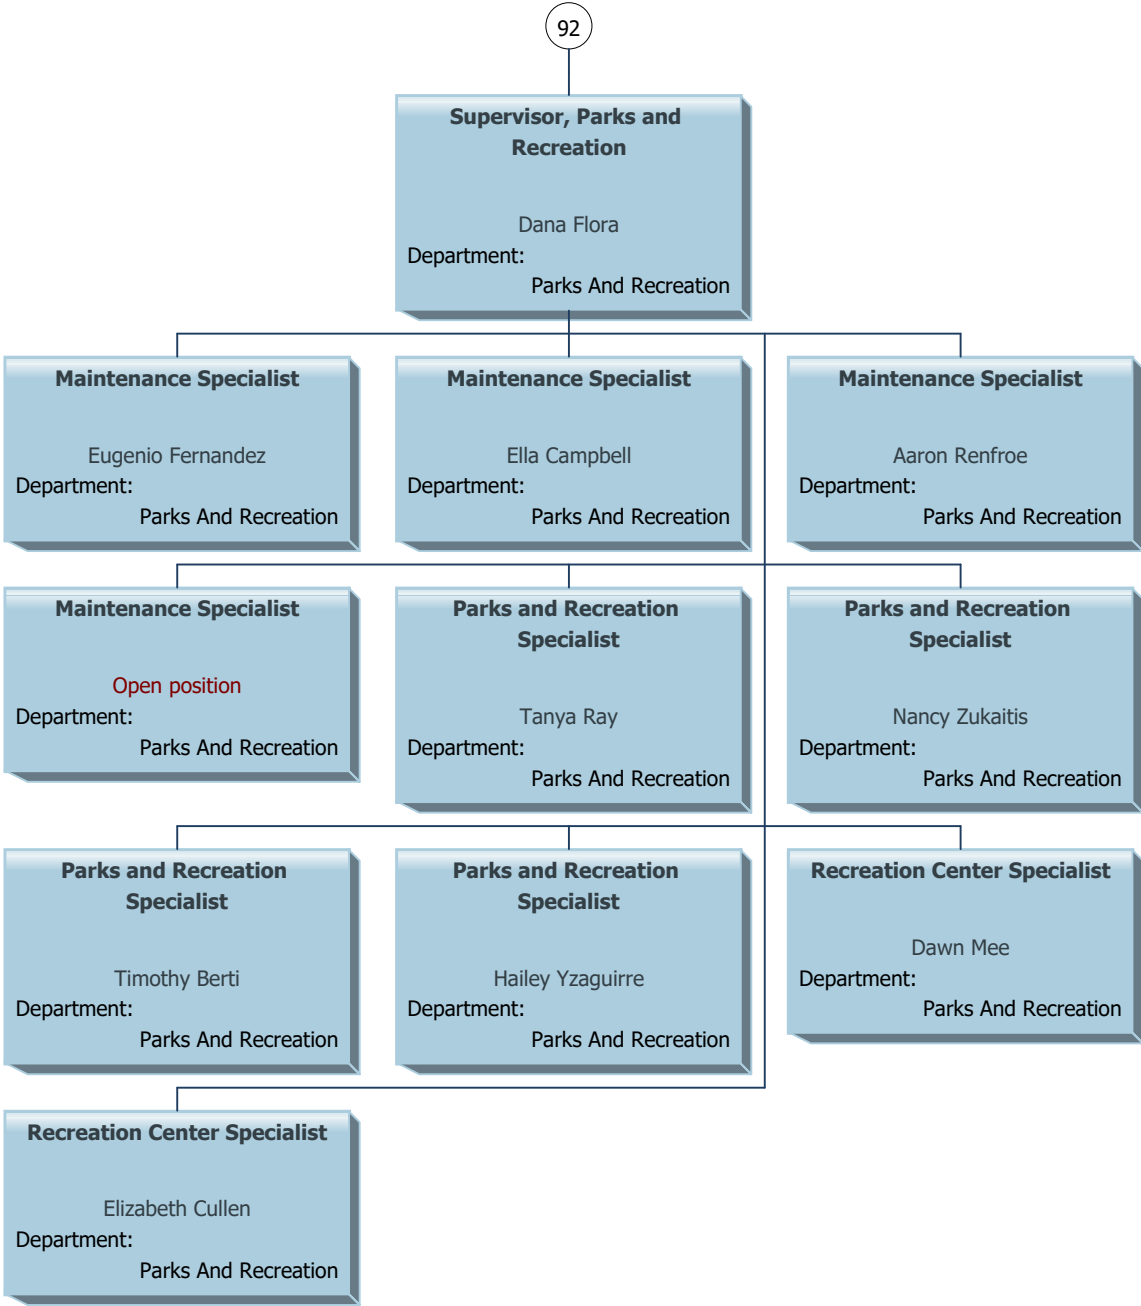 92
Supervisor, Parks and
Recreation
Dana Flora
Department:
Parks And Recreation
Maintenance Specialist
Eugenio Fernandez
Department:
Parks And Recreation
Maintenance Specialist
Ella Campbell
Department:
Parks And Recreation
Maintenance Specialist
Aaron Renfroe
Department:
Parks And Recreation
Maintenance Specialist
Open position
Department:
Parks And Recreation
Parks and Recreation
Specialist
Tanya Ray
Department:
Parks And Recreation
Parks and Recreation
Specialist
Nancy Zukaitis
Department:
Parks And Recreation
Parks and Recreation
Specialist
Timothy Berti
Department:
Parks And Recreation
Parks and Recreation
Specialist
Hailey Yzaguirre
Department:
Parks And Recreation
Recreation Center Specialist
Dawn Mee
Department:
Parks And Recreation
Recreation Center Specialist
Elizabeth Cullen
Department:
Parks And Recreation